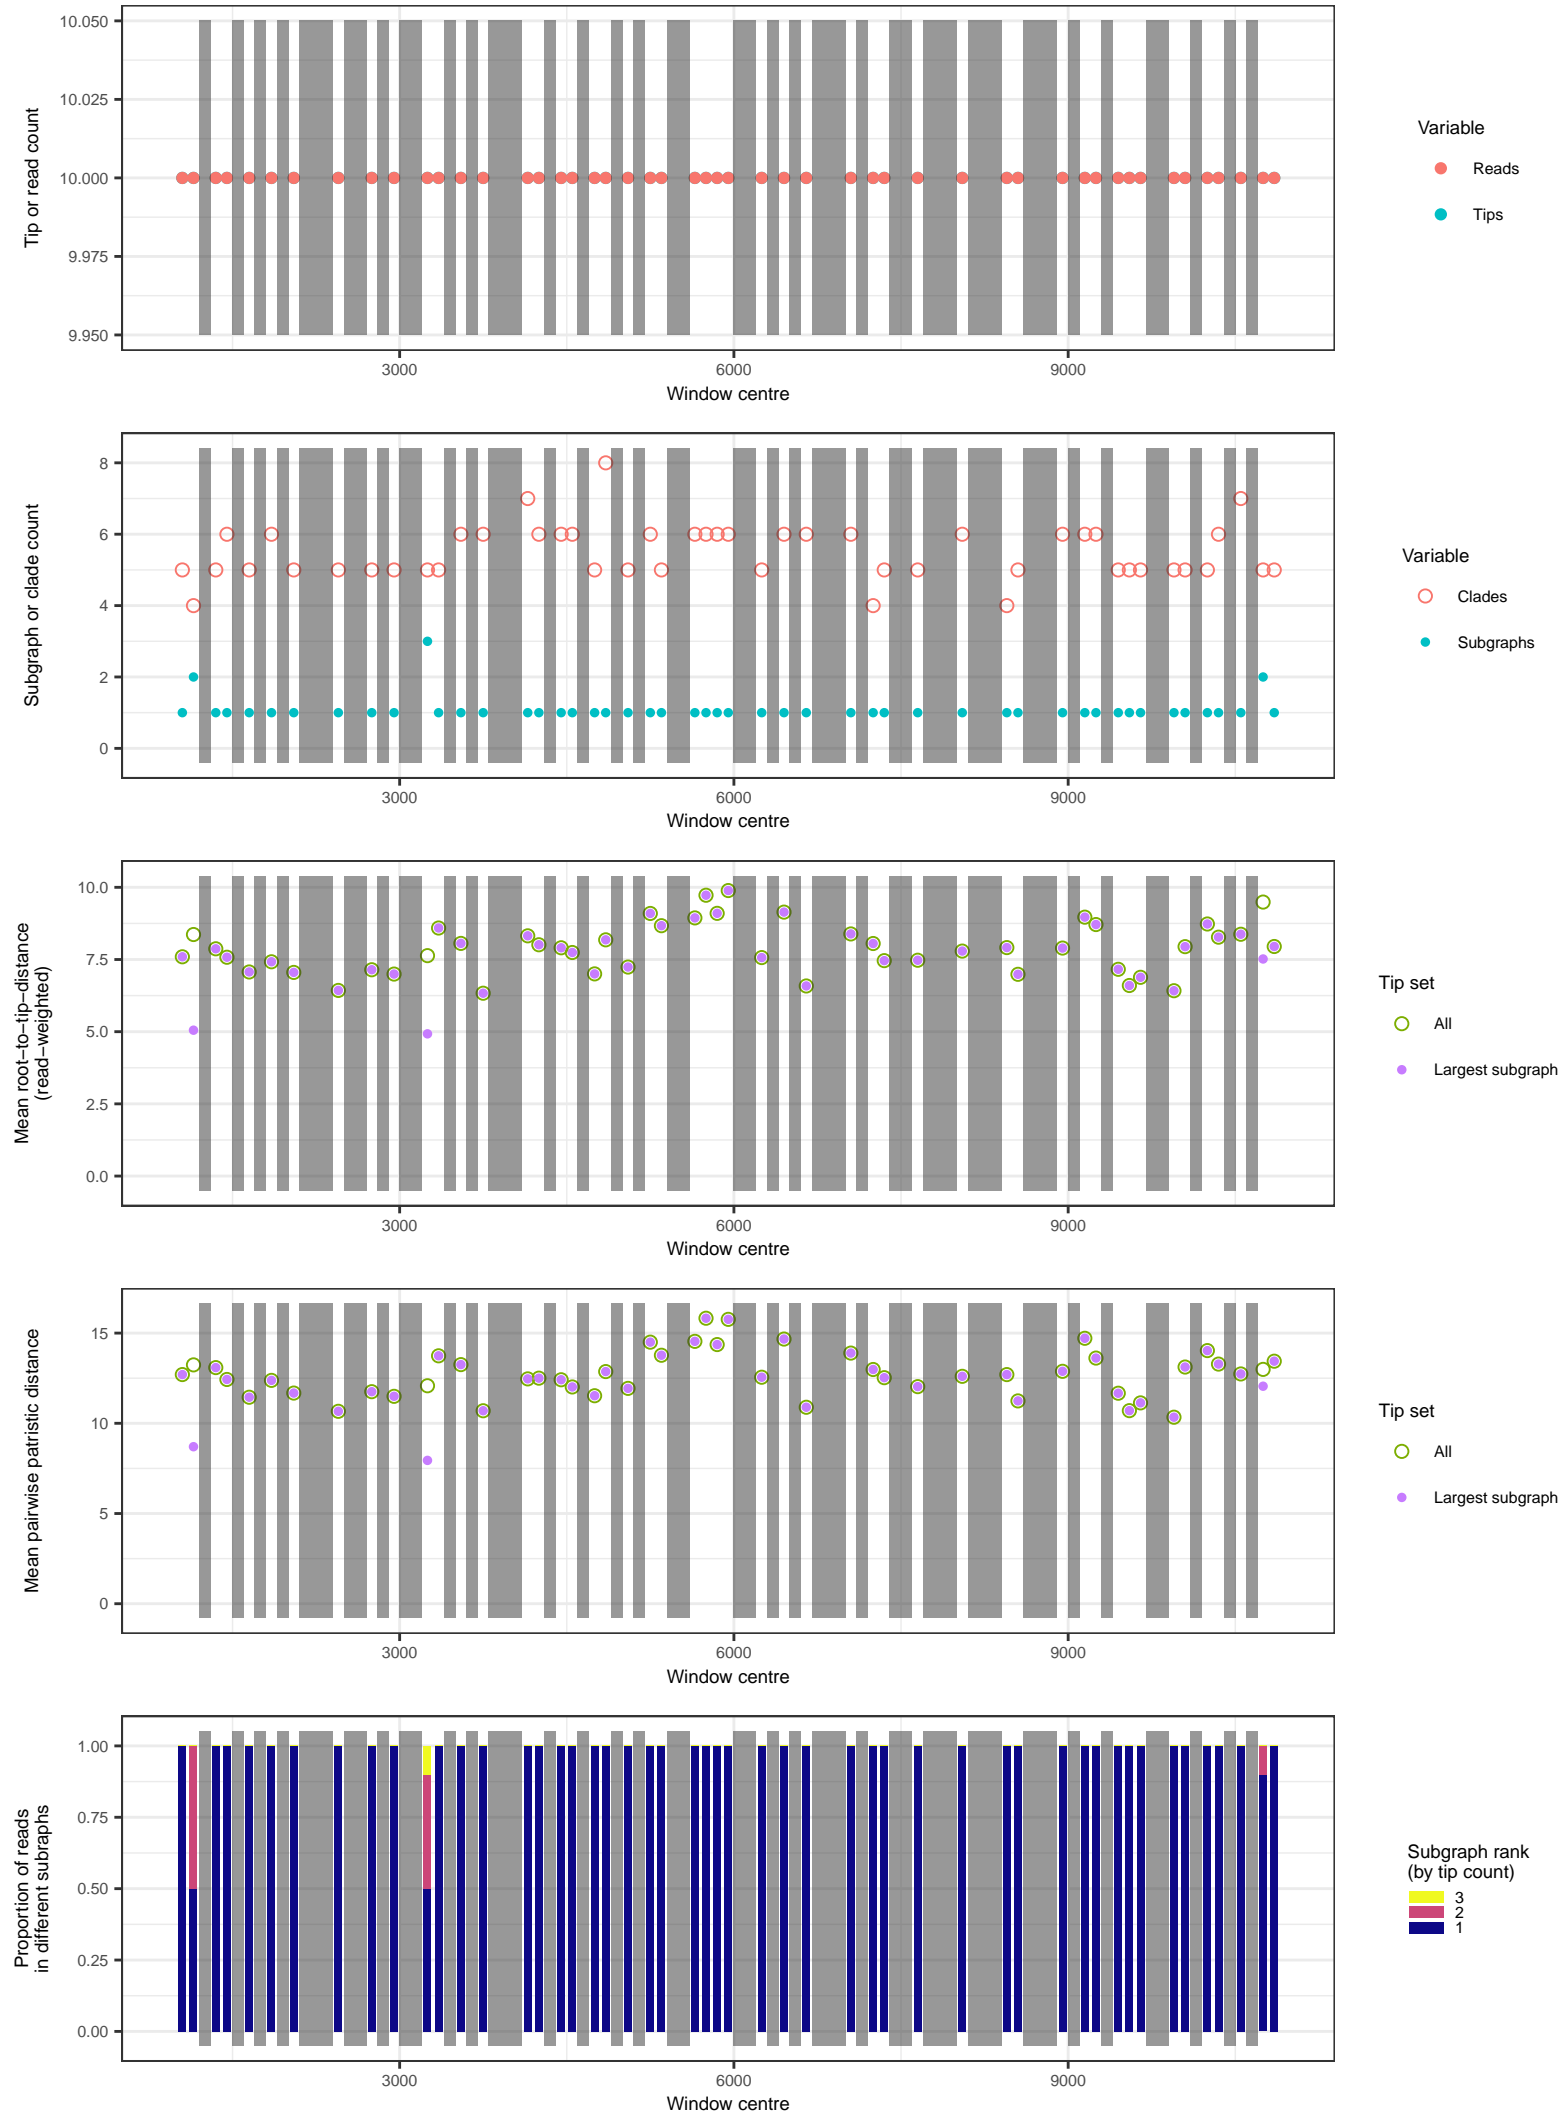 10.050
10.025
10.000
9.975
9.950
Tip or read count
3000 6000 9000
Window centre
Variable
Reads
Tips
8
6
4
2
0
Subgraph or clade count
3000 6000 9000
Window centre
Variable
Clades
Subgraphs
10.0
7.5
5.0
2.5
0.0
Mean root−to−tip−distance
(read−weighted)
3000 6000 9000
Window centre
Tip set
All
Largest subgraph
15
10
5
0
Mean pairwise patristic distance
3000 6000 9000
Window centre
Tip set
All
Largest subgraph
1.00
0.75
0.50
0.25
0.00
Proportion of reads
in different subraphs
3000 6000 9000
Window centre
Subgraph rank
(by tip count)
3
2
1